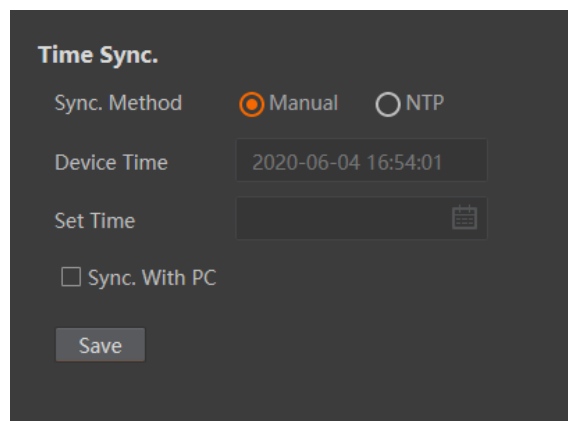 Time Sync.
Sync. Method Manual NTP
Device Time 2020-06-04 16:54:01
Set Time
Sync. With PC
Save